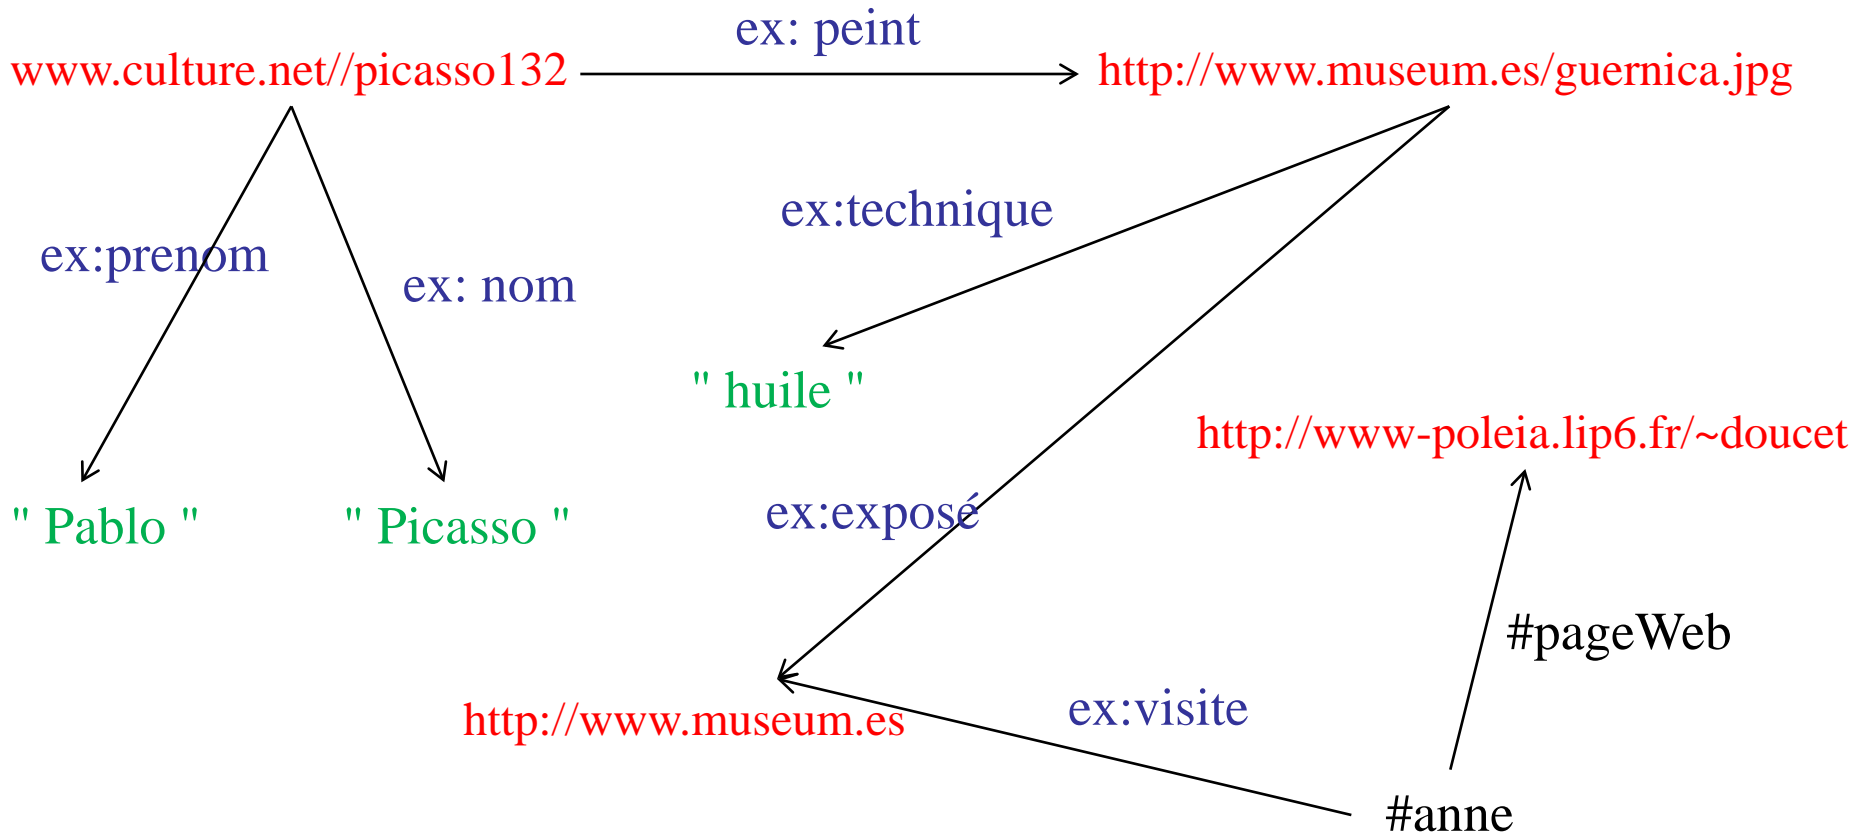 ex: peint
www.culture.net//picasso132
http://www.museum.es/guernica.jpg
ex:technique
ex:prenom
ex: nom
" huile "
http://www-poleia.lip6.fr/~doucet
ex:exposé
" Pablo "
" Picasso "
#pageWeb
http://www.museum.es
ex:visite
#anne